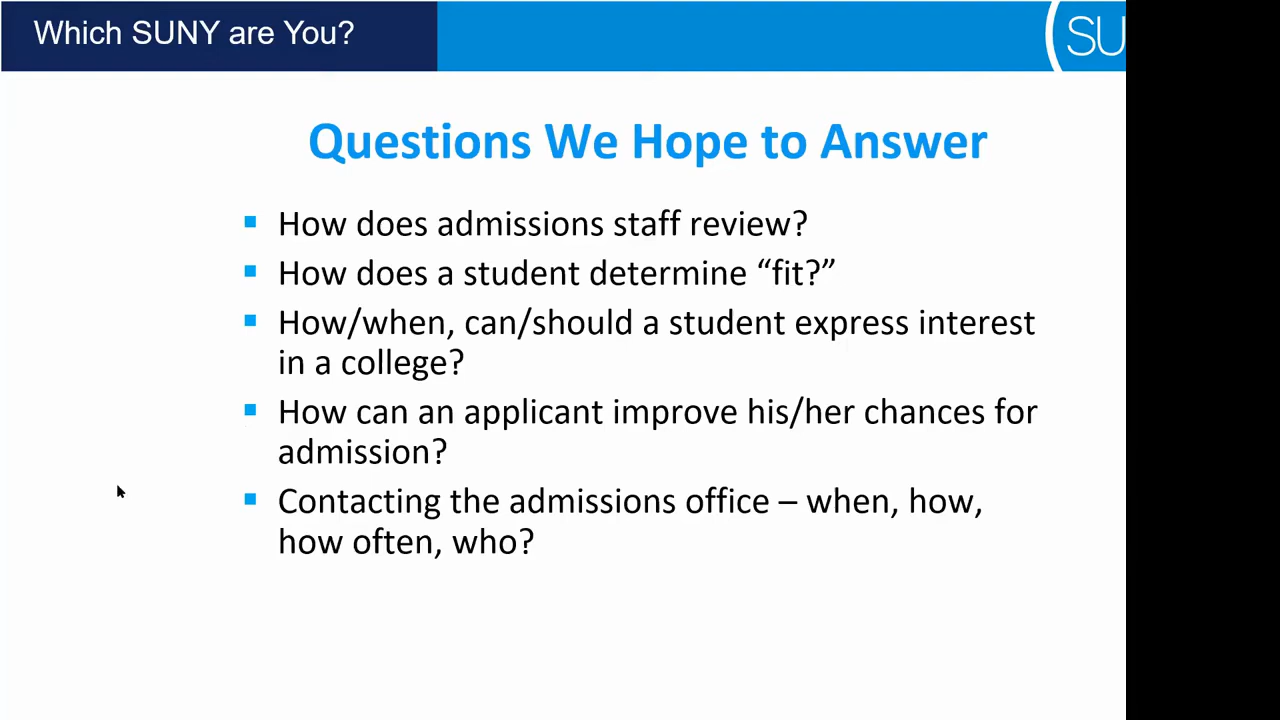 Which SUNY are You?
SU
Questions We Hope to Answer
How does admissions staff review?
How does a student determine “fit?”
How/when, can/should a student express interest
in a college?
How can an applicant improve his/her chances for
admission?
Contacting the admissions office – when, how,
how often, who?